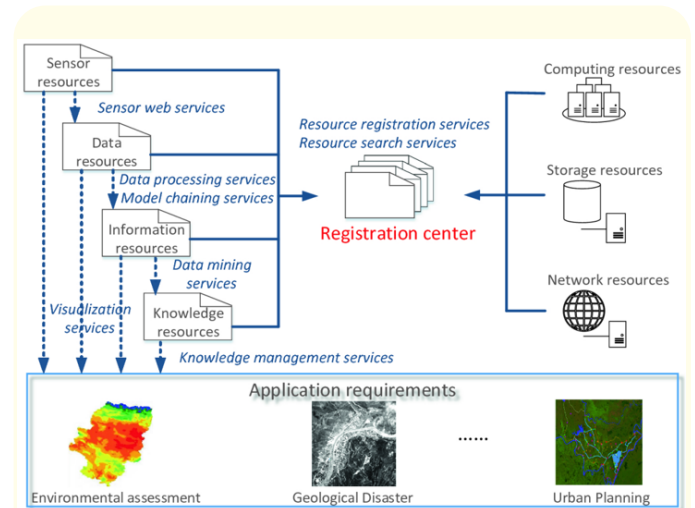 Sensor
resources
Sensor web services
Data
resources
Data processing services
Model chaining services
Information
resources
Data mining
services
Visualization
services
Knowledge
resources
Knowledge management services
Resource registration services
Resource search services
Registration center
Computing resources
Storage resources
Network resources
Application requirements
......
Environmental assessment
Geological Disaster
Urban Planning